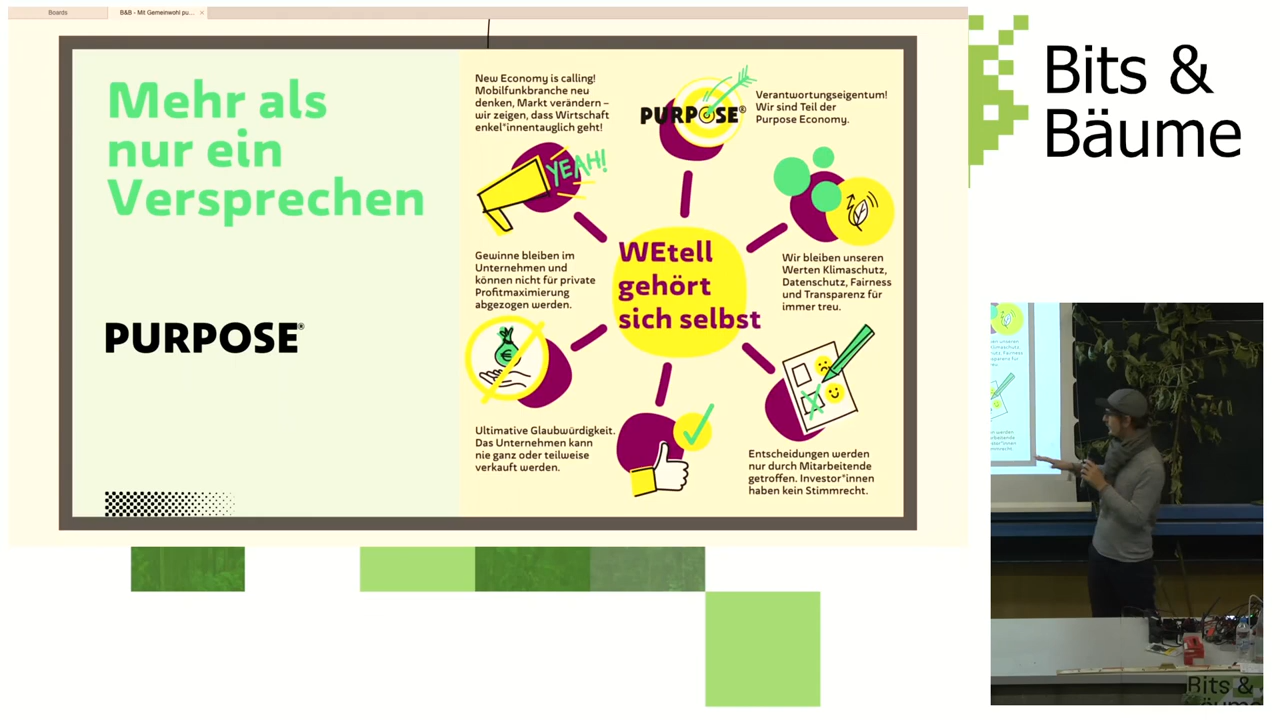 Boards
B&B - Mit Gemeinwohl pu...
Mehr als
nur ein
Versprechen
PURPOSE®
New Economy is calling!
Mobilfunkbranche neu
denken, Markt verändern –
wir zeigen, dass Wirtschaft
enkel*innentauglich geht!
YEAH!
PURPOSE®
Verantwortungseigentum!
Wir sind Teil der
Purpose Economy.
WEtell
gehört
sich selbst
Gewinne bleiben im
Unternehmen und
können nicht für private
Profitmaximierung
abgezogen werden.
€
Wir bleiben unseren
Werten Klimaschutz,
Datenschutz, Fairness
und Transparenz für
immer treu.
Ultimative Glaubwürdigkeit.
Das Unternehmen kann
nie ganz oder teilweise
verkauft werden.
Entscheidungen werden
nur durch Mitarbeitende
getroffen. Investor*innen
haben kein Stimmrecht.
Bits &
Bäume
Bits &